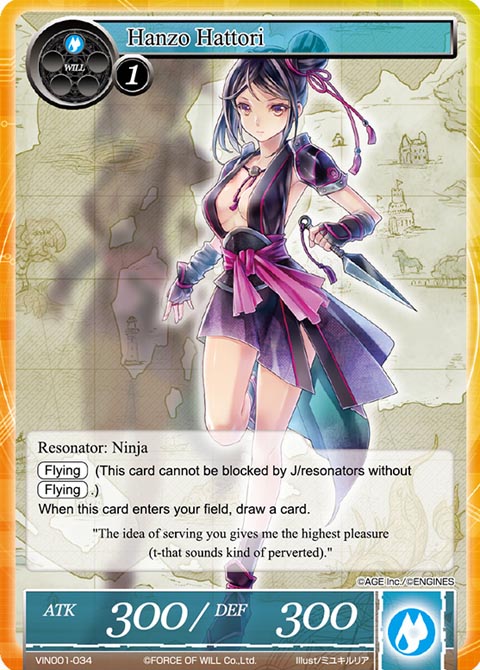 Hanzo Hattori
WILL
1
Resonator: Ninja
Flying (This card cannot be blocked by J/resonators without
Flying .)
When this card enters your field, draw a card.
"The idea of serving you gives me the highest pleasure
(t-that sounds kind of perverted)."
©AGE Inc./©ENGINES
ATK 300 / DEF 300
VIN001-034 ©FORCE OF WILL Co.,Ltd. Illust/ミユキルリア